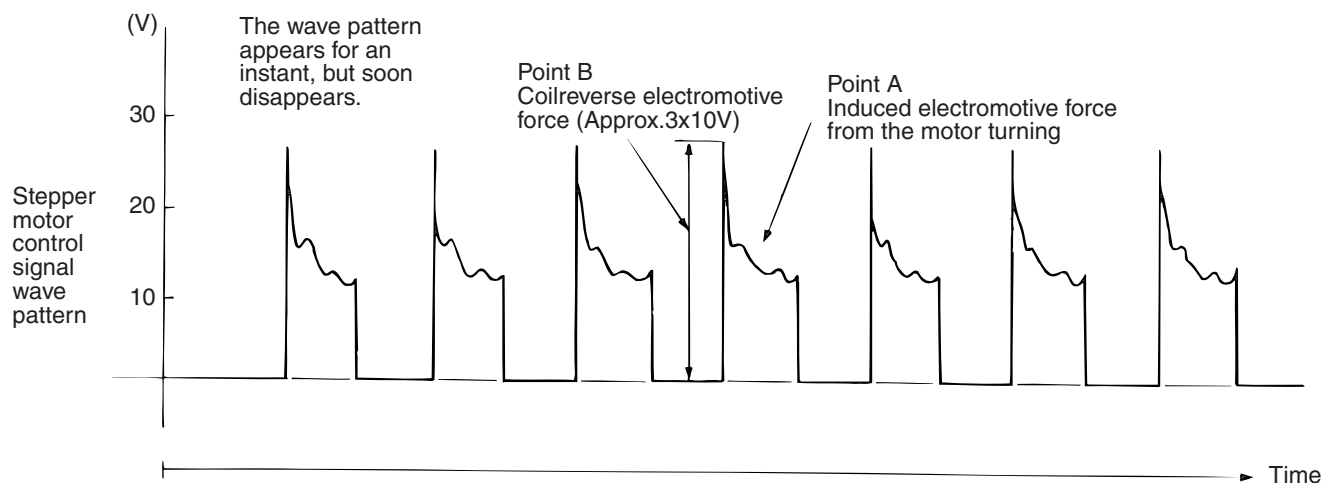 (V)
The wave pattern
appears for an
instant, but soon
disappears.
Point B
Coilreverse electromotive
force (Approx.3x10V)
Point A
Induced electromotive force
from the motor turning
30
20
10
0
Stepper
motor
control
signal
wave
pattern
Time